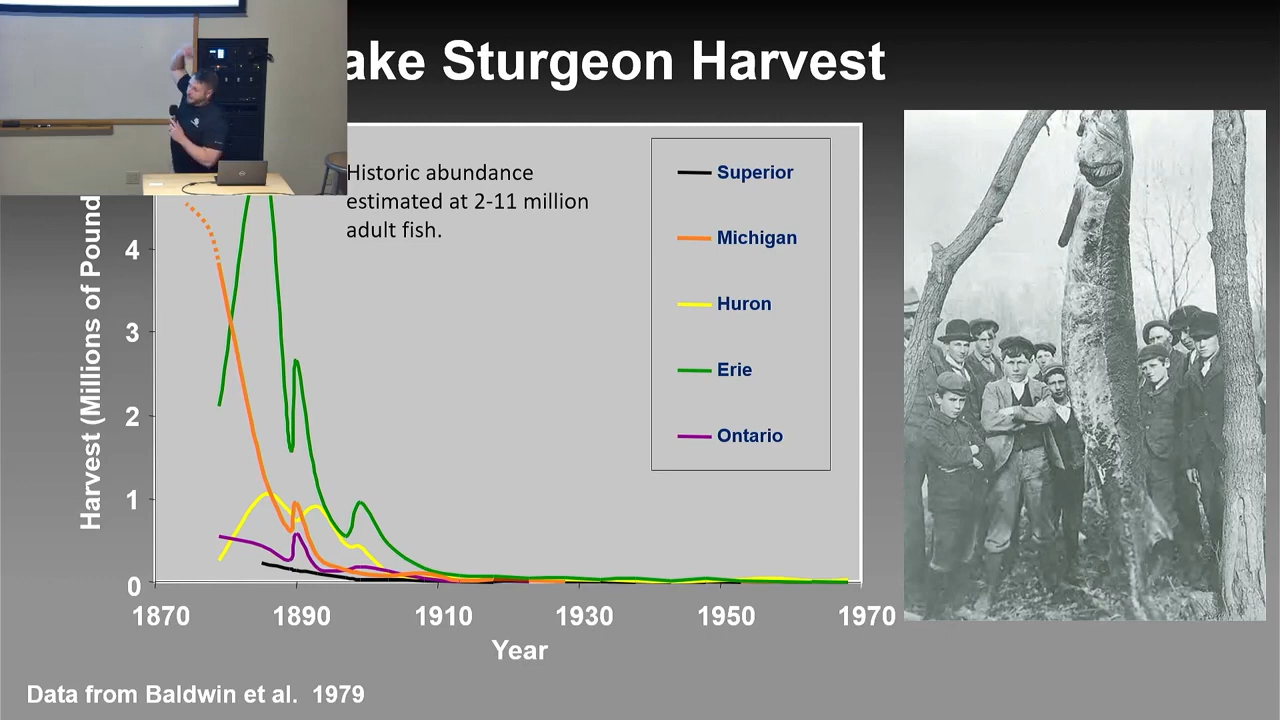 ake Sturgeon Harvest
Historic abundance
estimated at 2-11 million
adult fish.
Superior
Michigan
Huron
Erie
Ontario
Harvest (Millions of Pound
4
3
2
1
0
1870 1890 1910 1930 1950 1970
Year
Data from Baldwin et al. 1979